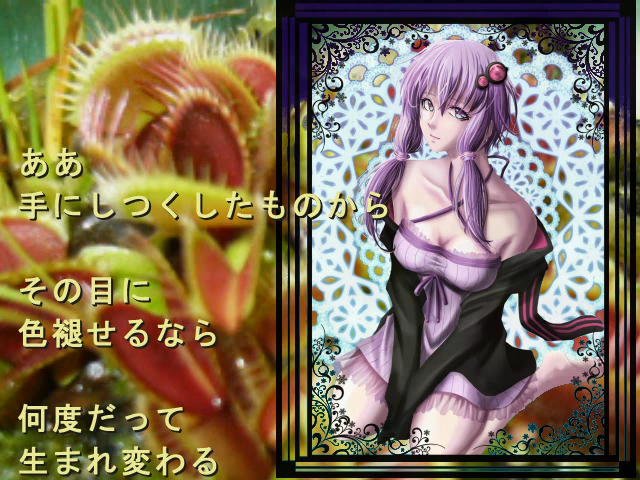 ああ
手にしつくしたものから
その目に
色褪せるなら
何度だって
生まれ変わる